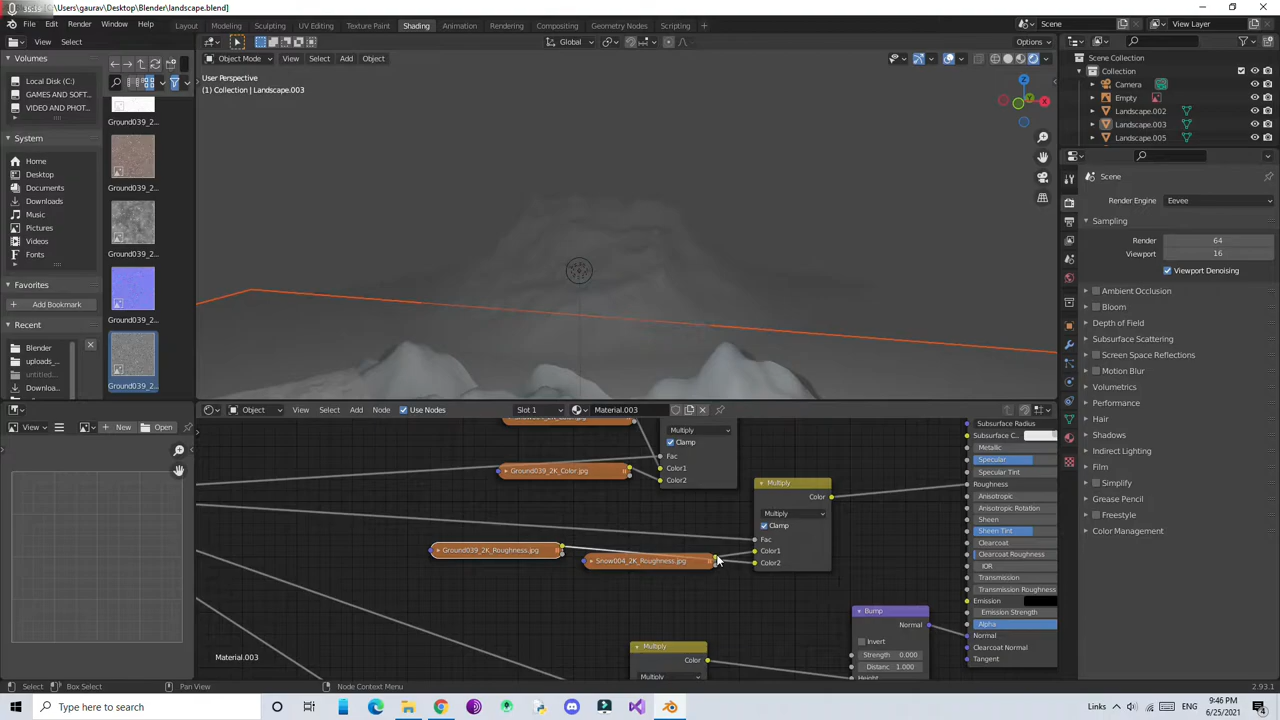 Users\gaurav\Desktop\Blender\landscape.blend]
File Edit Render Window Help Layout Modeling Sculpting UV Editing Texture Paint Shading Animation Rendering Compositing Geometry Nodes Scripting + Scene View Layer
View Select
Global
Options
Object Mode View Select Add Object
User Perspective
(1) Collection | Landscape.003
Volumes
Local Disk (C:)
GAMES AND SOFT...
VIDEO AND PHOT...
System
Home
Desktop
Documents
Downloads
Music
Pictures
Videos
Fonts
Favorites
Add Bookmark
Recent
Blender
uploads ...
untitled...
Downloa...
Ground039_2...
Ground039_2...
Ground039_2...
Ground039_2...
Ground039_2...
Scene Collection
Collection
Camera
Empty
Landscape.002
Landscape.003
Landscape.005
Scene
Render Engine Eevee
Sampling
Render 64
Viewport 16
Viewport Denoising
Ambient Occlusion
Bloom
Depth of Field
Subsurface Scattering
Screen Space Reflections
Motion Blur
Volumetrics
Performance
Hair
Shadows
Indirect Lighting
Film
Simplify
Grease Pencil
Freestyle
Color Management
View New Open
Object View Select Add Node Use Nodes Slot 1 Material.003
Snow004_2K_Color.jpg
Multiply
Clamp
Fac
Color1
Color2
Ground039_2K_Color.jpg
Multiply
Color
Multiply
Clamp
Fac
Color1
Color2
Ground039_2K_Roughness.jpg
Snow004_2K_Roughness.jpg
Multiply
Color
Multiply
Bump
Normal
Invert
Strength 0.000
Distanc 1.000
Height
Subsurface Radius
Subsurface C...
Metallic
Specular
Specular Tint
Roughness
Anisotropic
Anisotropic Rotation
Sheen
Sheen Tint
Clearcoat
Clearcoat Roughness
IOR
Transmission
Transmission Roughness
Emission
Emission Strength
Alpha
Normal
Clearcoat Normal
Tangent
Material.003
Select Box Select Pan View Node Context Menu 2.93.1
Type here to search
Links ENG
9:46 PM
6/25/2021